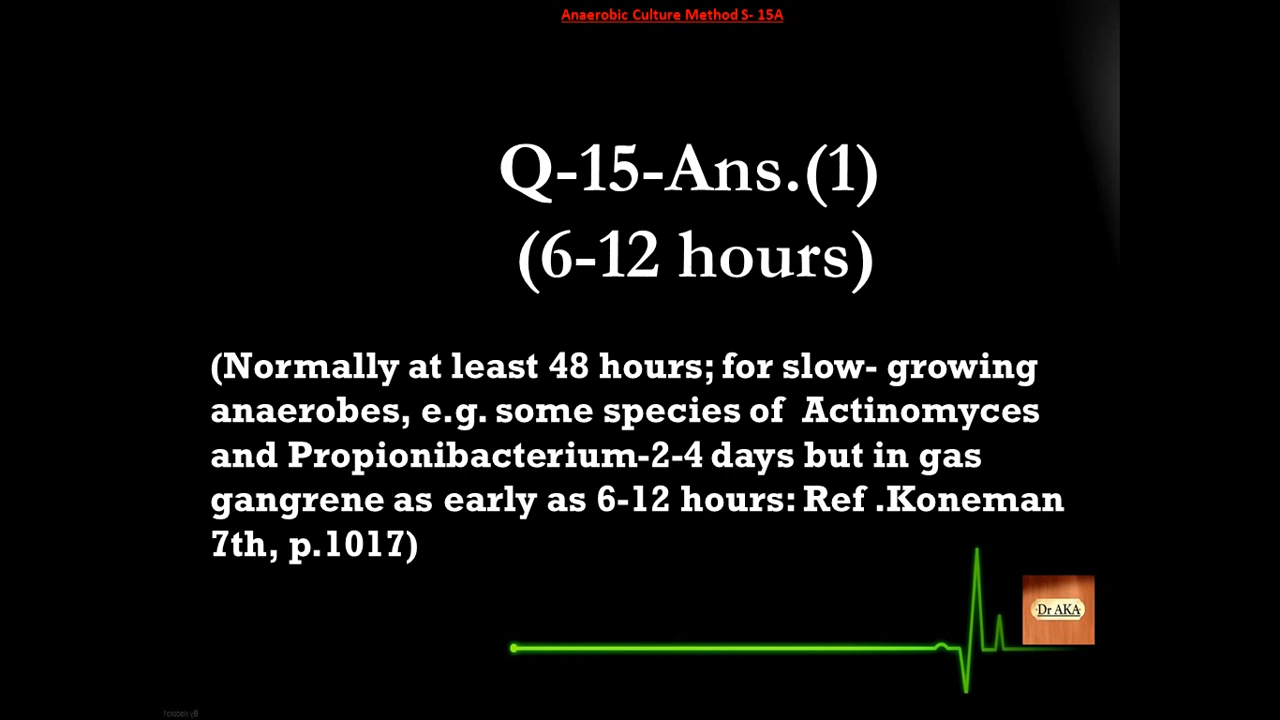 Anaerobic Culture Method S- 15A
Q-15-Ans.(1)
(6-12 hours)
(Normally at least 48 hours; for slow- growing
anaerobes, e.g. some species of Actinomyces
and Propionibacterium-2-4 days but in gas
gangrene as early as 6-12 hours: Ref .Koneman
7th, p.1017)
Dr AKA